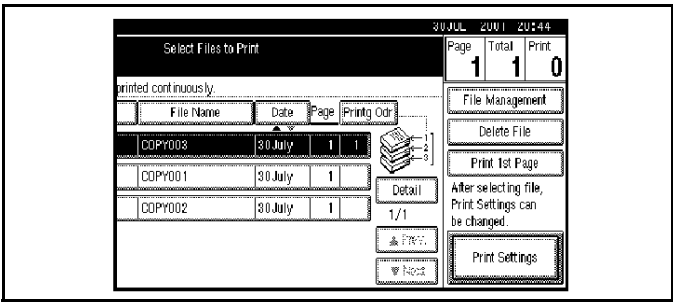 30JUL 2001 20:44
Select Files to Print
Page Total Print
1 1 0
printed continuously.
File Name Date Page Printg Odr
COPY003 30July 1 1
COPY001 30July 1
COPY002 30July 1
1
2
3
Detail
1/1
▲ Prev.
▼ Next
File Management
Delete File
Print 1st Page
After selecting file,
Print Settings can
be changed.
Print Settings